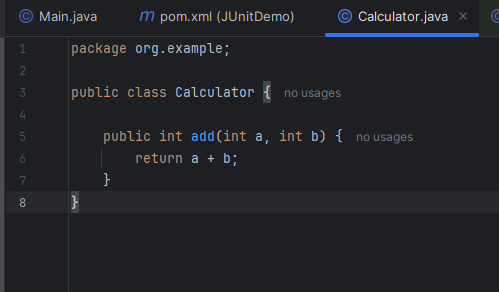 Main.java pom.xml (JUnitDemo) Calculator.java
1 package org.example;
2
3 public class Calculator { no usages
4
5 public int add(int a, int b) { no usages
6 return a + b;
7 }
8 }